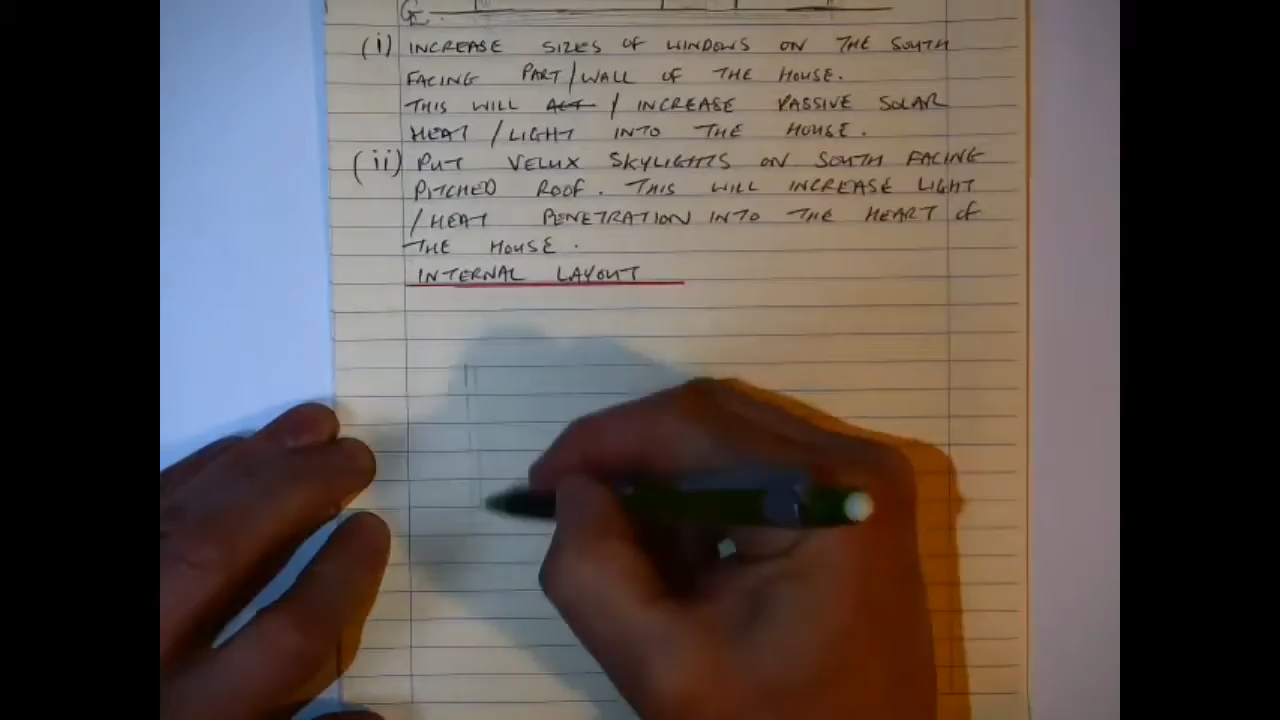 GL.
(i) INCREASE SIZES OF WINDOWS ON THE SOUTH
FACING PART/WALL OF THE HOUSE.
THIS WILL ACT / INCREASE PASSIVE SOLAR
HEAT /LIGHT INTO THE HOUSE.
(ii) PUT VELUX SKYLIGHTS ON SOUTH FACING
PITCHED ROOF. THIS WILL INCREASE LIGHT
/HEAT PENETRATION INTO THE HEART OF
THE HOUSE.
INTERNAL LAYOUT